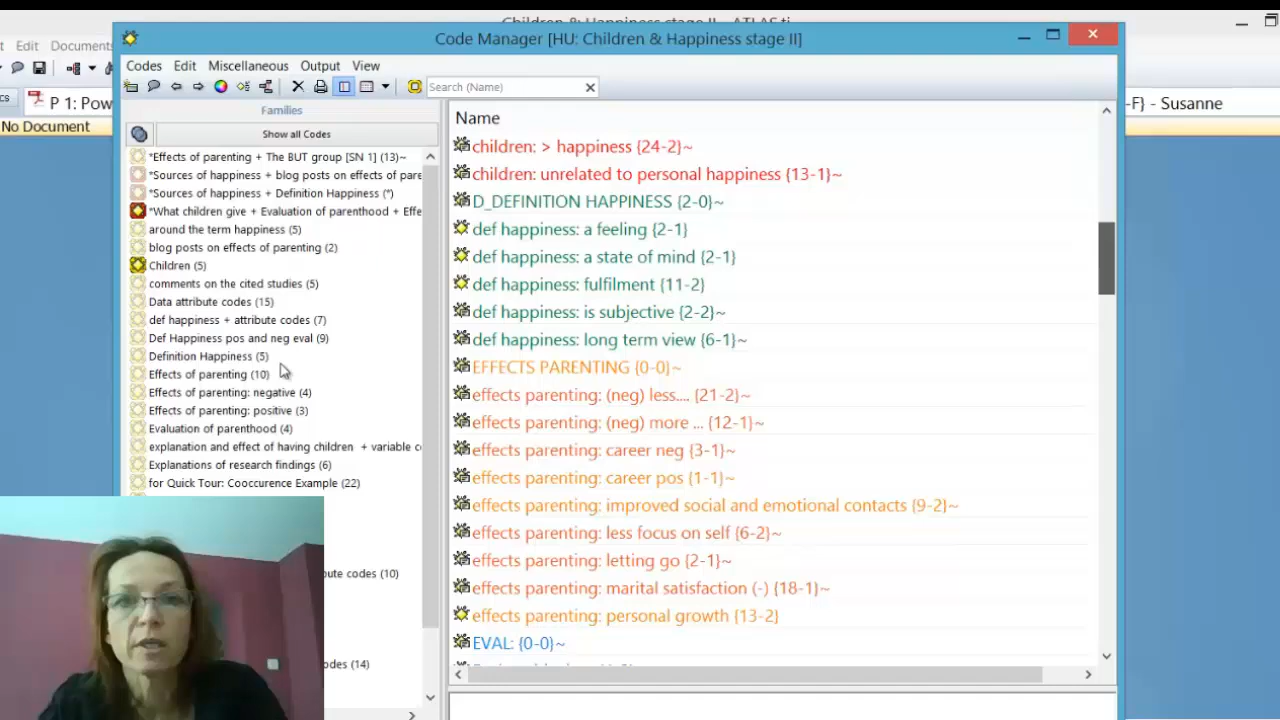 Children & Happiness stage II - ATLAS.ti
Code Manager [HU: Children & Happiness stage II]
t Edit Documents
Codes Edit Miscellaneous Output View
Search (Name)
P 1: Pow
-F} - Susanne
No Document
Families
Show all Codes
*Effects of parenting + The BUT group [SN 1] (13)~
*Sources of happiness + blog posts on effects of pare
*Sources of happiness + Definition Happiness (*)
*What children give + Evaluation of parenthood + Effe
around the term happiness (5)
blog posts on effects of parenting (2)
Children (5)
comments on the cited studies (5)
Data attribute codes (15)
def happiness + attribute codes (7)
Def Happiness pos and neg eval (9)
Definition Happiness (5)
Effects of parenting (10)
Effects of parenting: negative (4)
Effects of parenting: positive (3)
Evaluation of parenthood (4)
explanation and effect of having children + variable c
Explanations of research findings (6)
for Quick Tour: Cooccurence Example (22)
bute codes (10)
odes (14)
Name
children: > happiness {24-2}~
children: unrelated to personal happiness {13-1}~
D_DEFINITION HAPPINESS {2-0}~
def happiness: a feeling {2-1}
def happiness: a state of mind {2-1}
def happiness: fulfilment {11-2}
def happiness: is subjective {2-2}~
def happiness: long term view {6-1}~
EFFECTS PARENTING {0-0}~
effects parenting: (neg) less.... {21-2}~
effects parenting: (neg) more ... {12-1}~
effects parenting: career neg {3-1}~
effects parenting: career pos {1-1}~
effects parenting: improved social and emotional contacts {9-2}~
effects parenting: less focus on self {6-2}~
effects parenting: letting go {2-1}~
effects parenting: marital satisfaction (-) {18-1}~
effects parenting: personal growth {13-2}
EVAL: {0-0}~